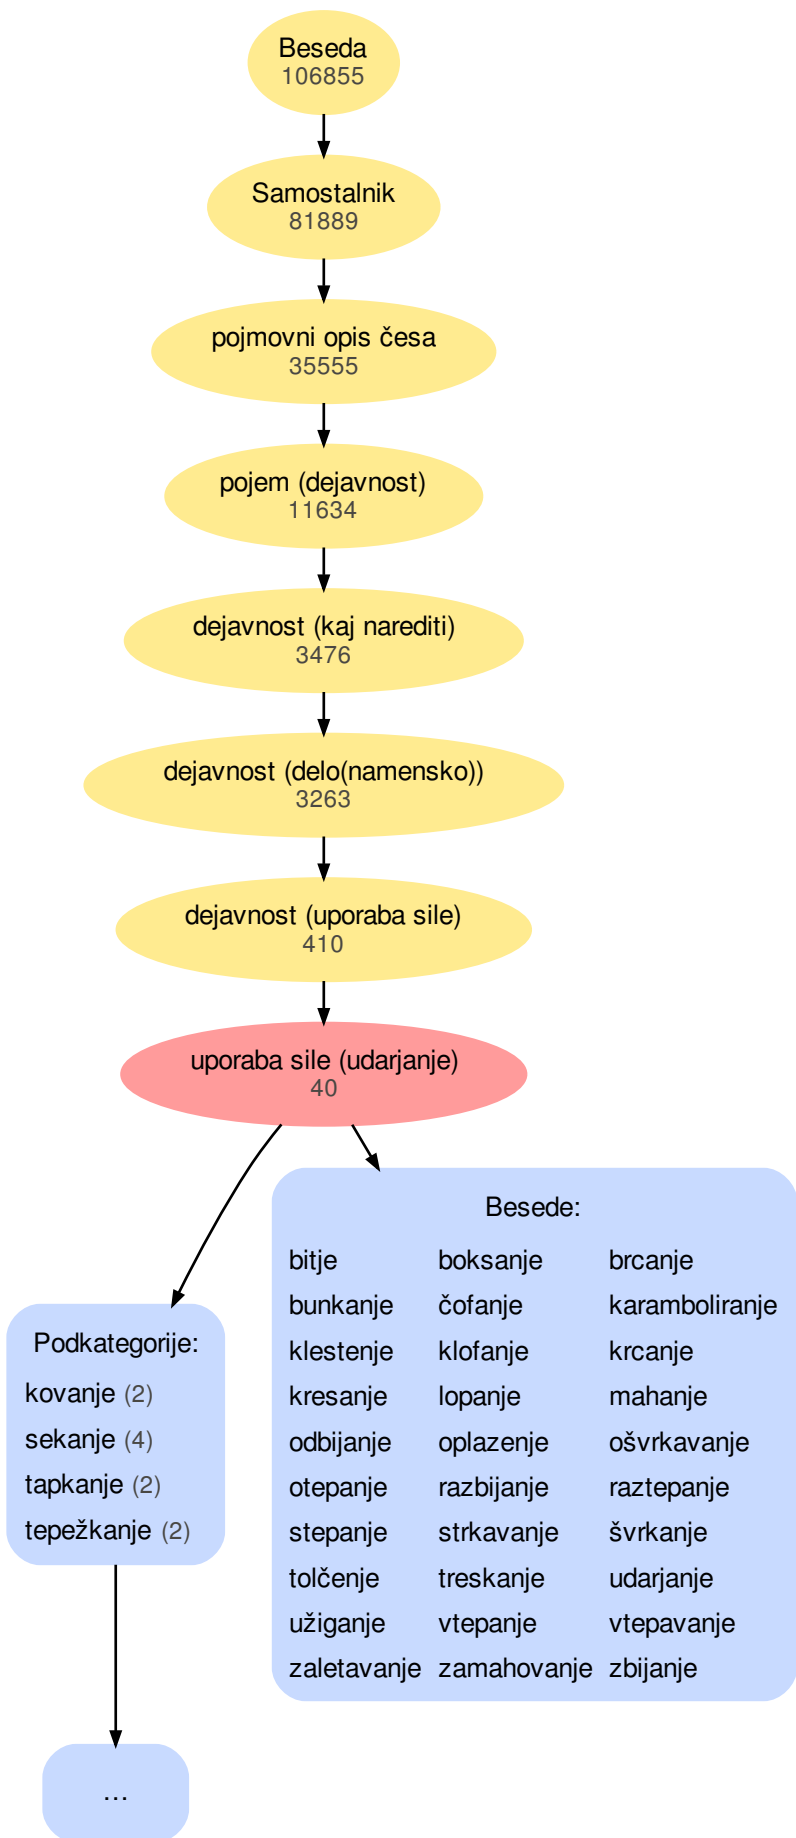 Beseda
106855
Samostalnik
81889
pojmovni opis česa
35555
pojem (dejavnost)
11634
dejavnost (kaj narediti)
3476
dejavnost (delo(namensko))
3263
dejavnost (uporaba sile)
410
uporaba sile (udarjanje)
40
Podkategorije:
kovanje (2)
sekanje (4)
tapkanje (2)
tepežkanje (2)
...
Besede:
bitje boksanje brcanje
bunkanje čofanje karamboliranje
klestenje klofanje krcanje
kresanje lopanje mahanje
odbijanje oplazenje ošvrkavanje
otepanje razbijanje raztepanje
stepanje strkavanje švrkanje
tolčenje treskanje udarjanje
užiganje vtepanje vtepavanje
zaletavanje zamahovanje zbijanje